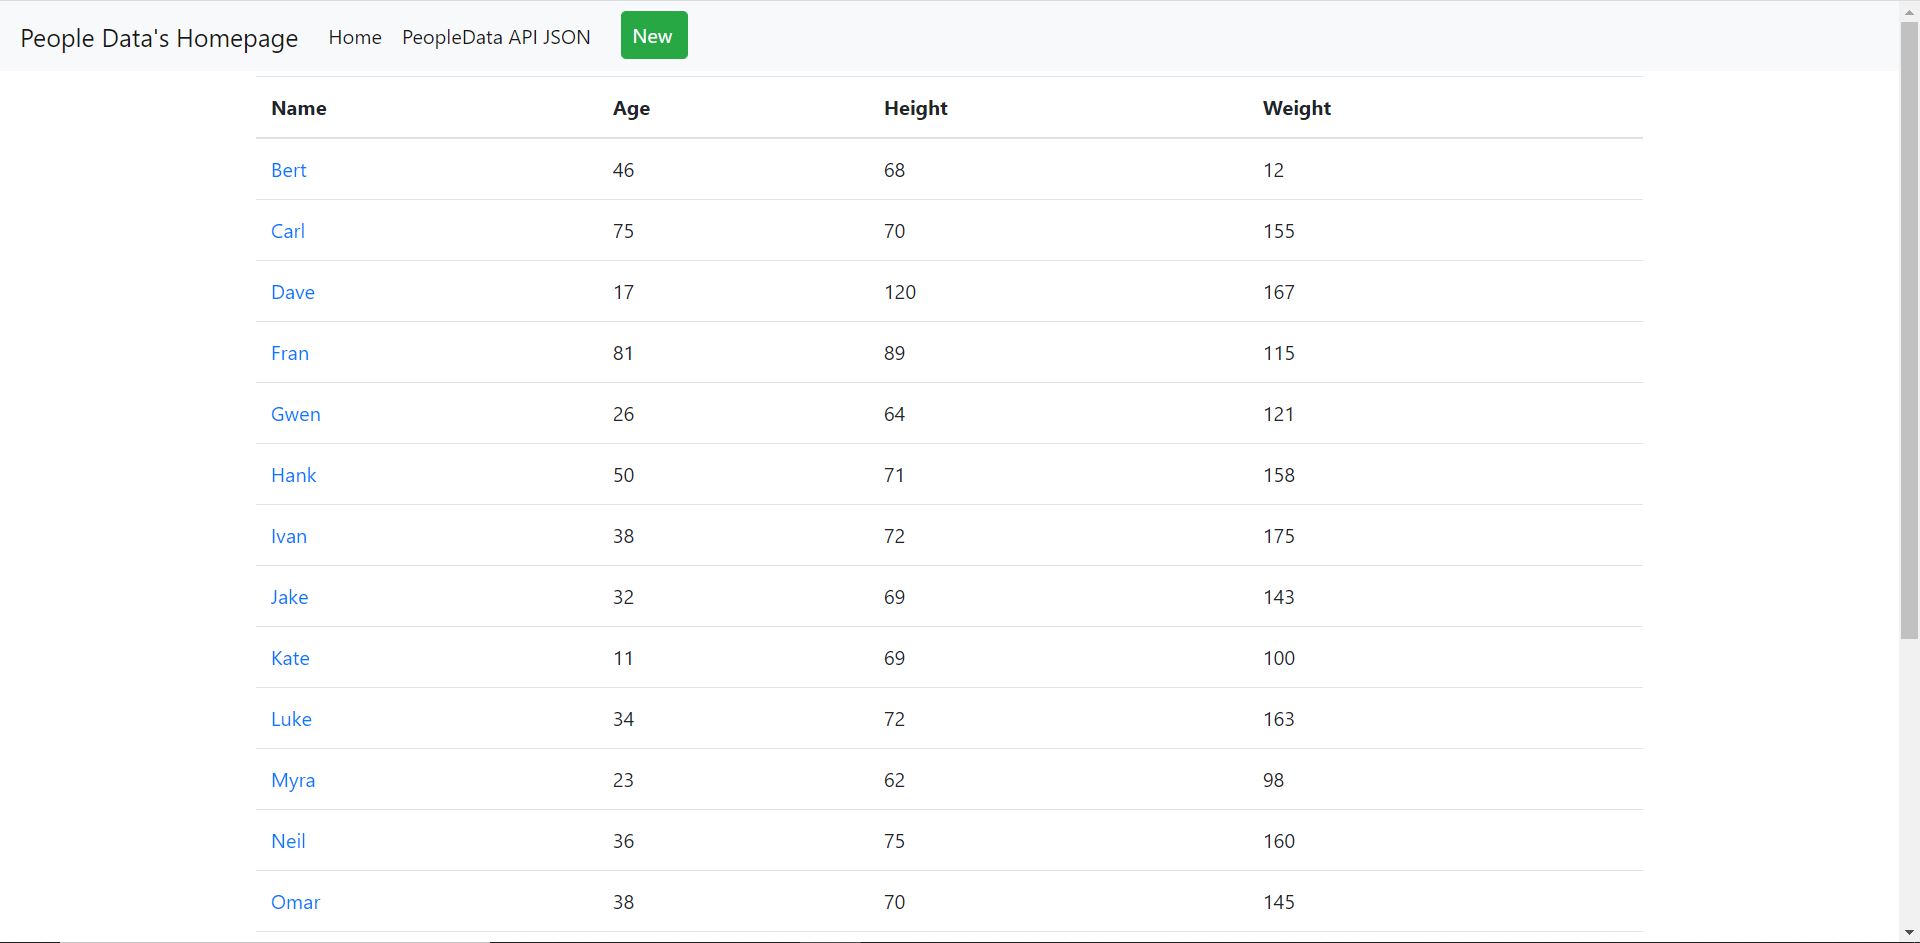 People Data's Homepage Home PeopleData API JSON New
Name Age Height Weight
Bert 46 68 12
Carl 75 70 155
Dave 17 120 167
Fran 81 89 115
Gwen 26 64 121
Hank 50 71 158
Ivan 38 72 175
Jake 32 69 143
Kate 11 69 100
Luke 34 72 163
Myra 23 62 98
Neil 36 75 160
Omar 38 70 145